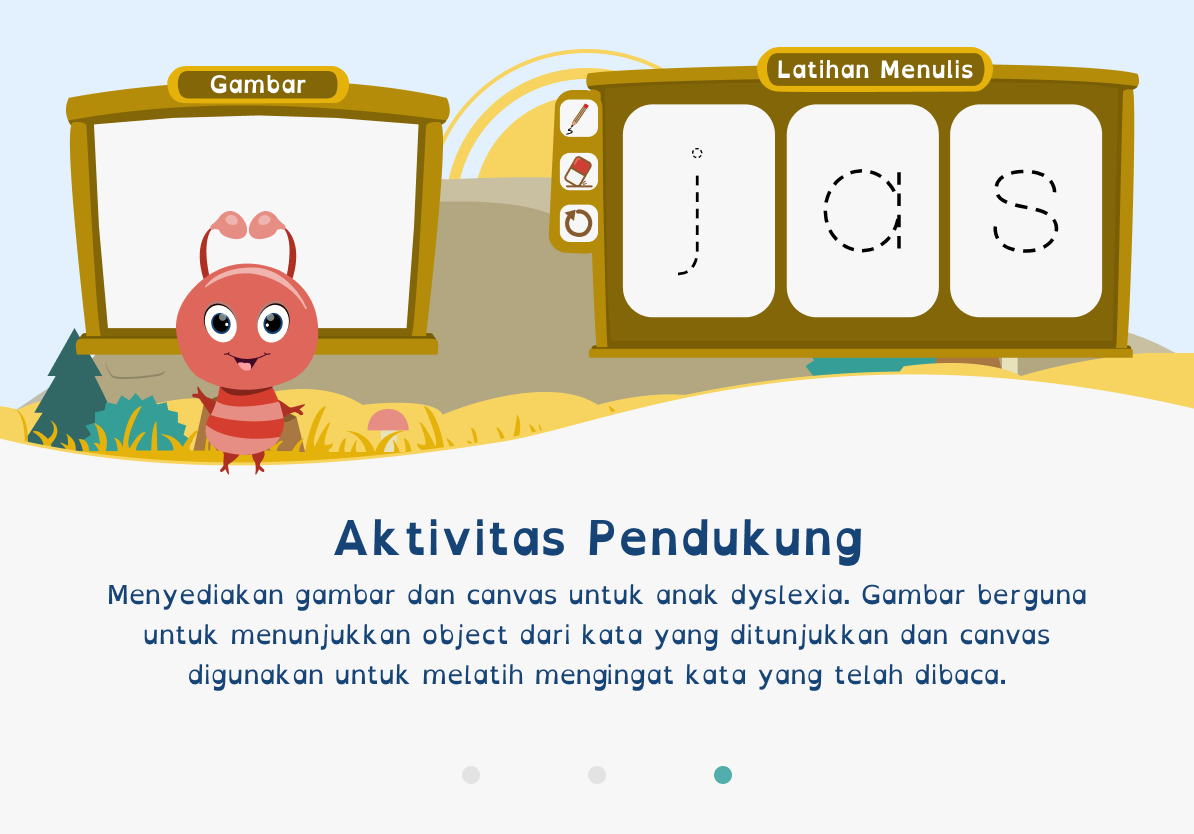 Gambar
Latihan Menulis
j a s
Aktivitas Pendukung
Menyediakan gambar dan canvas untuk anak dyslexia. Gambar berguna
untuk menunjukkan object dari kata yang ditunjukkan dan canvas
digunakan untuk melatih mengingat kata yang telah dibaca.